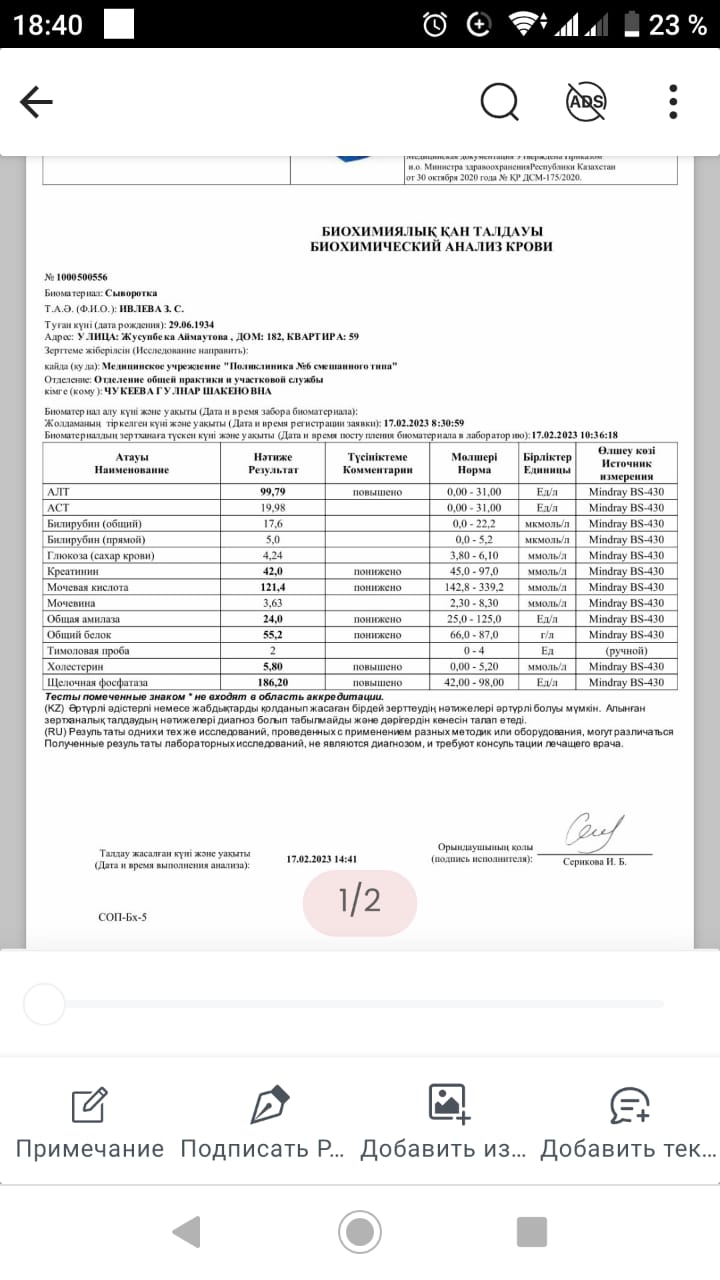 18:40
23 %
ADS
Медицинская документация Утверждена приказом
и.о. Министра здравоохраненияРеспублики Казахстан
от 30 октября 2020 года № ҚР ДСМ-175/2020.
БИОХИМИЯЛЫҚ ҚАН ТАЛДАУЫ
БИОХИМИЧЕСКИЙ АНАЛИЗ КРОВИ
№ 1000500556
Биоматериал: Сыворотка
Т.А.Ә. (Ф.И.О.): ИВЛЕВА З. С.
Туған күні (дата рождения): 29.06.1934
Адрес: УЛИЦА: Жусупбека Аймаутова , ДОМ: 182, КВАРТИРА: 59
Зерттеме жіберілсін (Исследование направить):
кайда (куда): Медицинское учреждение "Поликлиника №6 смешанного типа"
Отделение: Отделение общей практики и участковой службы
кімге (кому): ЧУКЕЕВА ГУЛНАР ШАКЕНОВНА
Биоматериал алу күні және уақыты (Дата и время забора биоматериала):
Жолдаманың тіркелген күні және уақыты (Дата и время регистрации заявки): 17.02.2023 8:30:59
Биоматериалдың зертханаға түскен күні және уақыты (Дата и время поступления биоматериала в лабораторию):17.02.2023 10:36:18
Атауы Наименование | Нәтиже Результат | Түсініктеме Комментарии | Мөлшері Норма | Бірліктер Единицы | Өлшеу көзі Источник измерения
АЛТ 99,79 повышено 0,00 - 31,00 Ед/л Mindray BS-430
АСТ 19,98 0,00 - 31,00 Ед/л Mindray BS-430
Билирубин (общий) 17,6 0,0 - 22,2 мкмоль/л Mindray BS-430
Билирубин (прямой) 5,0 0,0 - 5,2 мкмоль/л Mindray BS-430
Глюкоза (сахар крови) 4,24 3,80 - 6,10 ммоль/л Mindray BS-430
Креатинин 42,0 понижено 45,0 - 97,0 ммоль/л Mindray BS-430
Мочевая кислота 121,4 понижено 142,8 - 339,2 ммоль/л Mindray BS-430
Мочевина 3,63 2,30 - 8,30 ммоль/л Mindray BS-430
Общая амилаза 24,0 понижено 25,0 - 125,0 Ед/л Mindray BS-430
Общий белок 55,2 понижено 66,0 - 87,0 г/л Mindray BS-430
Тимоловая проба 2 0 - 4 Ед (ручной)
Холестерин 5,80 повышено 0,00 - 5,20 ммоль/л Mindray BS-430
Щелочная фосфатаза 186,20 повышено 42,00 - 98,00 Ед/л Mindray BS-430
Тесты помеченные знаком * не входят в область аккредитации.
(KZ) Әртүрлі әдістерлі немесе жабдықтарды қолданып жасаған бірдей зерттеудің нәтижелері әртүрлі болуы мүмкін. Алынған
зертханалық талдаудың нәтижелері диагноз болып табылмайды және дәрігердің кеңесін талап етеді.
(RU) Результаты одних и тех же исследований, проведенных с применением разных методик или оборудования, могут различаться
Полученные результаты лабораторных исследований, не являются диагнозом, и требуют консультации лечащего врача.
Талдау жасалған күні және уақыты
(Дата и время выполнения анализа):
17.02.2023 14:41
Орындаушының қолы
(подпись исполнителя):
Серикова И. Б.
1/2
СОП-Бх-5
Примечание
Подписать Р...
Добавить из...
Добавить тек...